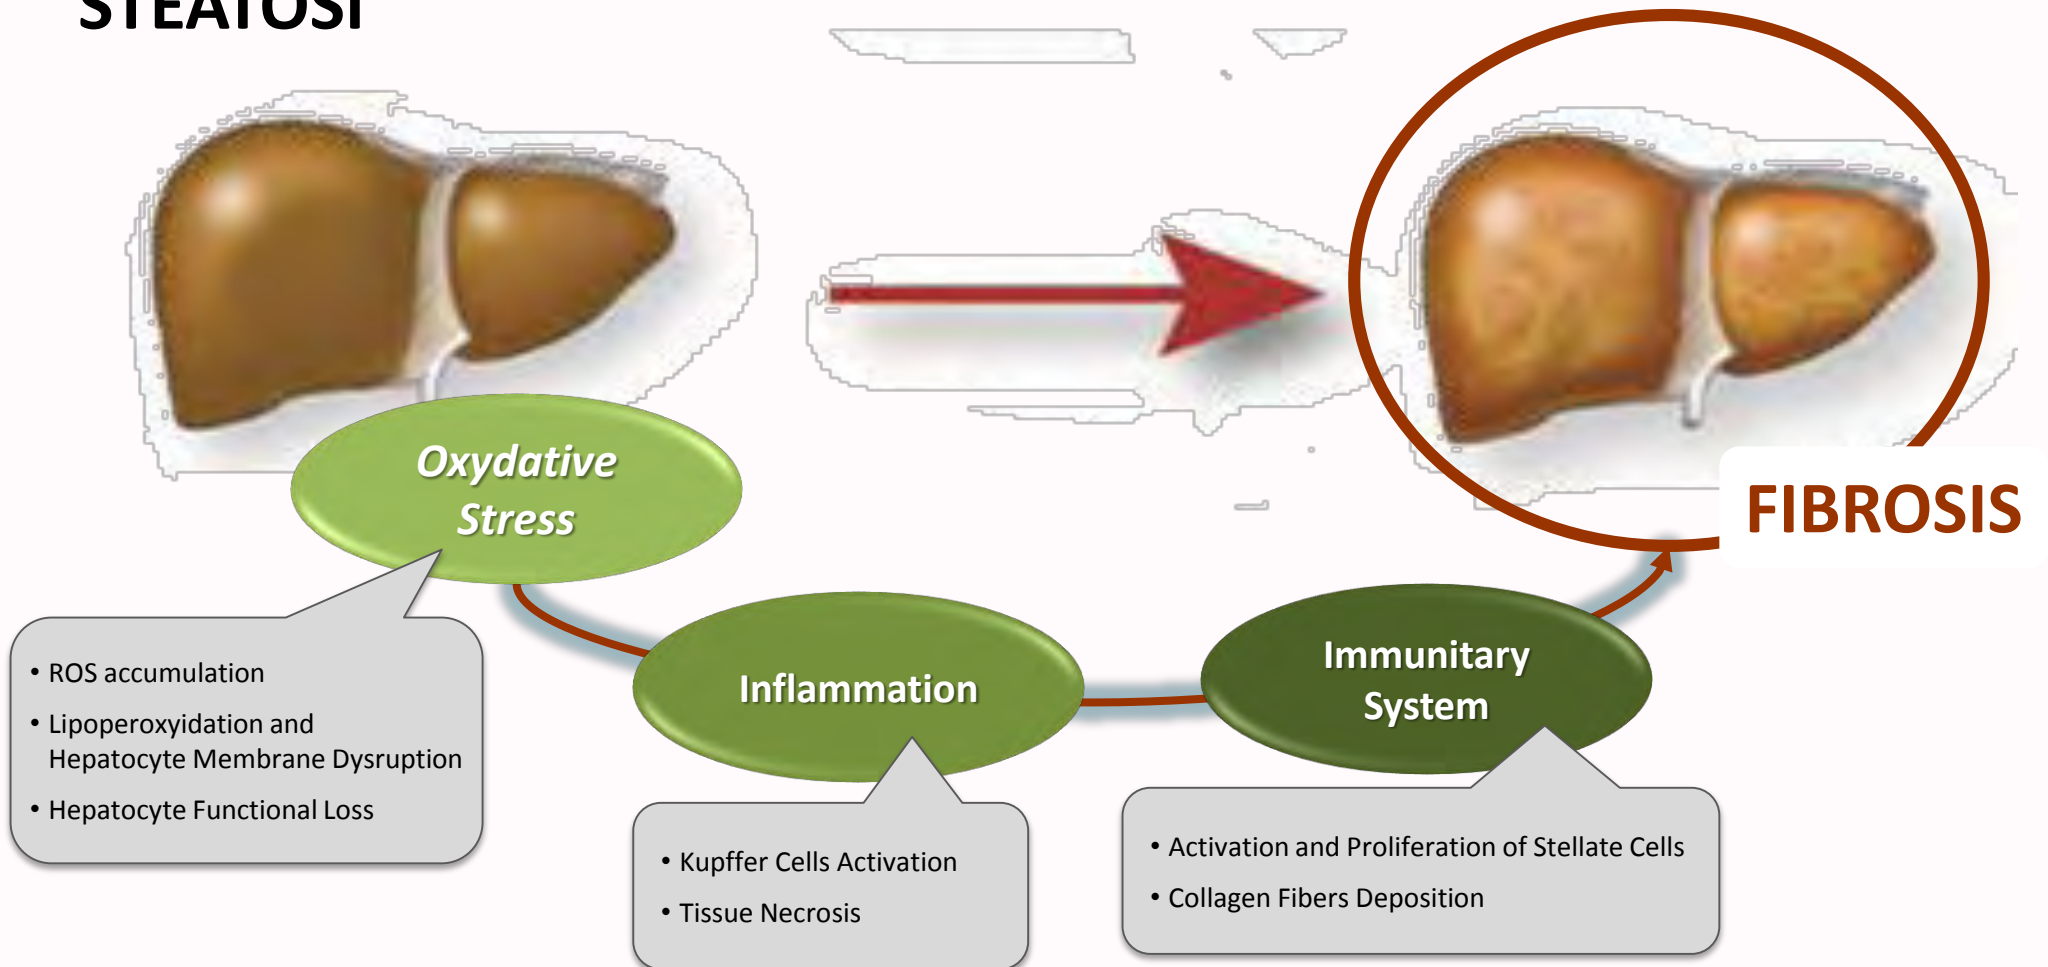 STEATOSI
Oxydative
Stress
FIBROSIS
Immunitary
System
Inflammation
• ROS accumulation
• Lipoperoxyidation and
Hepatocyte Membrane Dysruption
• Hepatocyte Functional Loss
• Kupffer Cells Activation
• Tissue Necrosis
• Activation and Proliferation of Stellate Cells
• Collagen Fibers Deposition